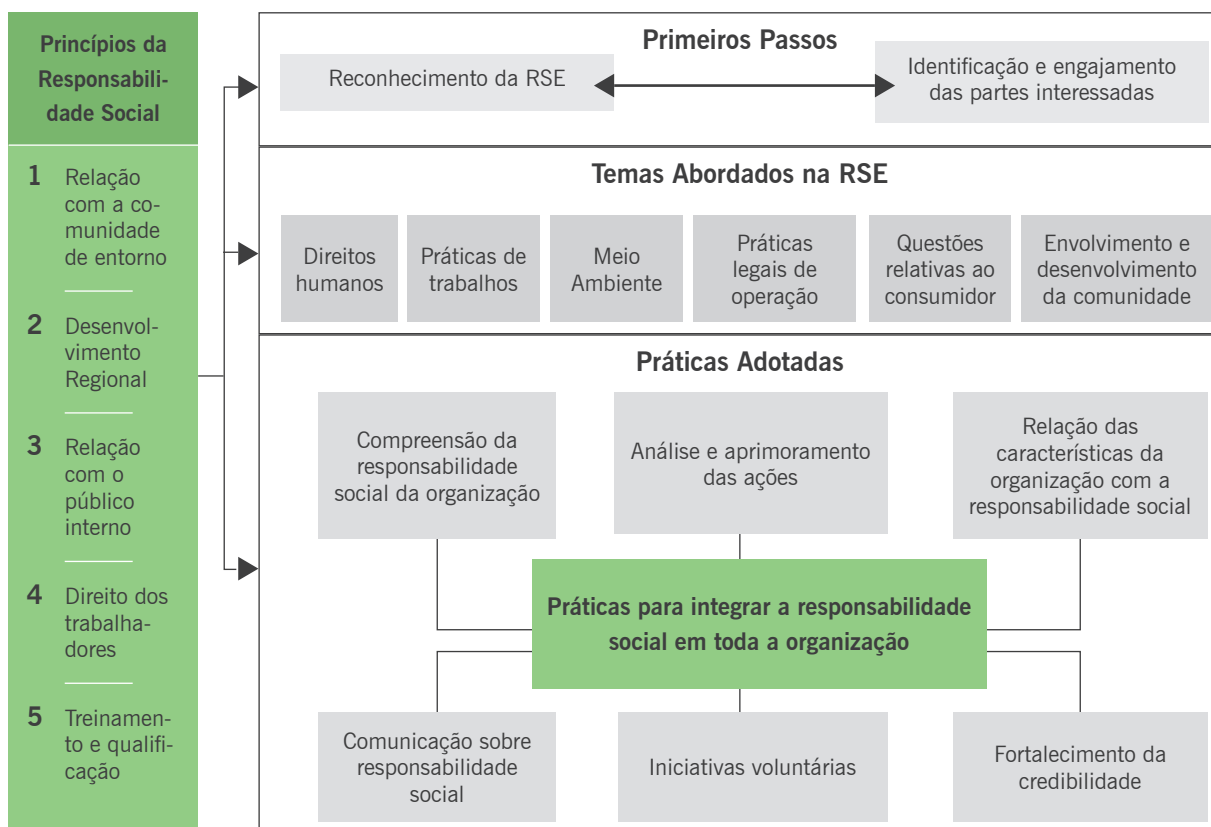 Princípios da
Responsabili-
dade Social
1 Relação
com a co-
munidade
de entorno
2 Desenvol-
vimento
Regional
3 Relação
com o
público
interno
4 Direito dos
trabalha-
dores
5 Treinamen-
to e qualifi-
cação
Primeiros Passos
Reconhecimento da RSE
Identificação e engajamento
das partes interessadas
Temas Abordados na RSE
Direitos
humanos
Práticas de
trabalhos
Meio
Ambiente
Práticas
legais de
operação
Questões
relativas ao
consumidor
Envolvimento e
desenvolvimento
da comunidade
Práticas Adotadas
Compreensão da
responsabilidade
social da organização
Análise e aprimoramento
das ações
Relação das
características da
organização com a
responsabilidade social
Práticas para integrar a responsabilidade
social em toda a organização
Comunicação sobre
responsabilidade
social
Iniciativas voluntárias
Fortalecimento da
credibilidade